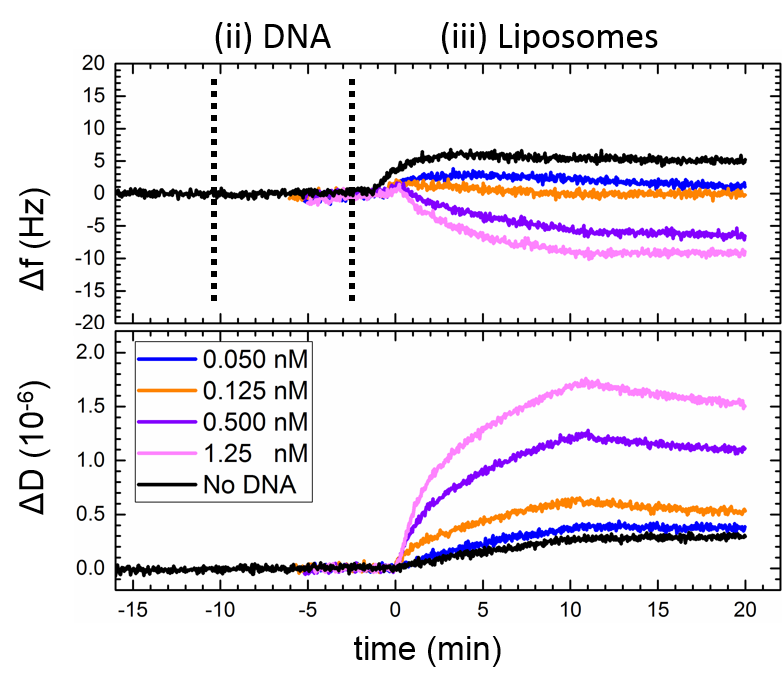 (ii) DNA (iii) Liposomes
20
15
10
5
0
-5
-10
-15
-20
Δf (Hz)
2.0
1.5
1.0
0.5
0.0
ΔD (10⁻⁶)
0.050 nM
0.125 nM
0.500 nM
1.25 nM
No DNA
-15 -10 -5 0 5 10 15 20
time (min)